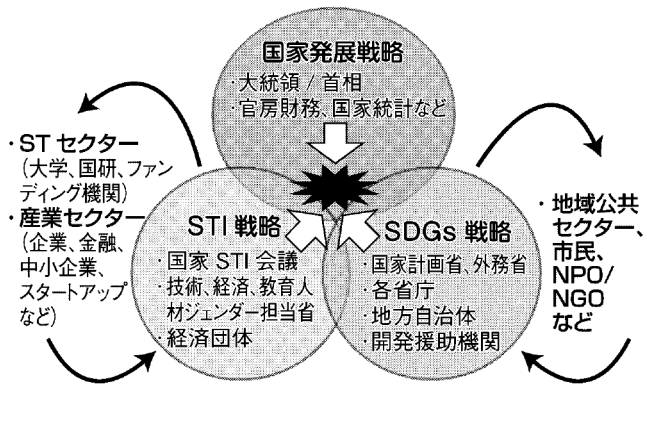 国家発展戦略
・大統領 / 首相
・官房財務、国家統計など
・ST セクター
(大学、国研、ファン
ディング機関)
・産業セクター
(企業、金融、
中小企業、
スタートアップ
など)
STI 戦略
・国家 STI 会議
・技術、経済、教育人
材ジェンダー担当省
・経済団体
SDGs 戦略
・国家計画省、外務省
・各省庁
・地方自治体
・開発援助機関
・地域公共
セクター、
市民、
NPO/
NGO
など